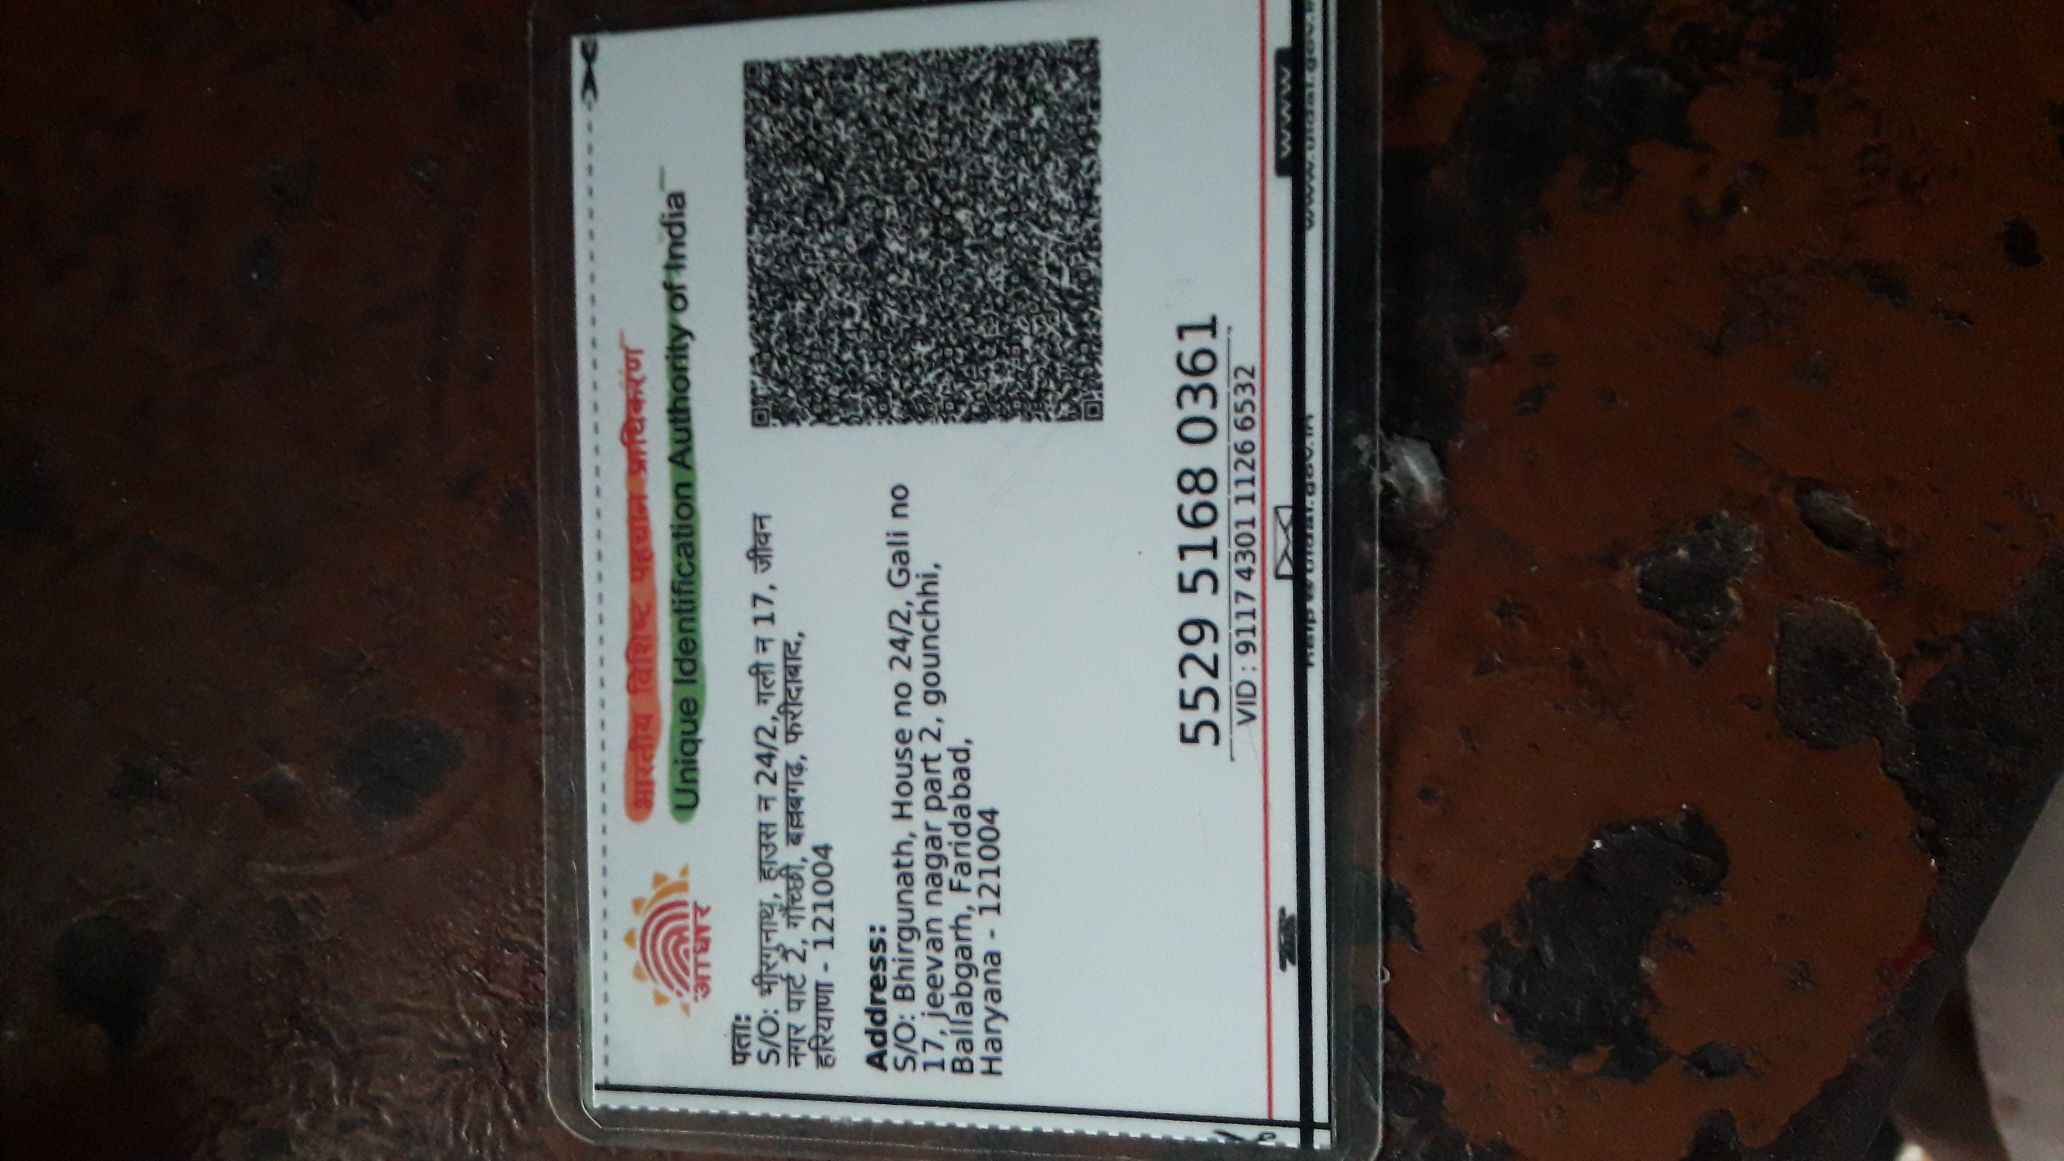 भारतीय विशिष्ट पहचान प्राधिकरण
Unique Identification Authority of India
आधार
पता:
S/O: भीरगुनाथ, हाउस न 24/2, गली न 17, जीवन
नगर पार्ट 2, गौंच्छी, बल्लबगढ़, फरीदाबाद,
हरियाणा - 121004
Address:
S/O: Bhirgunath, House no 24/2, Gali no
17, jeevan nagar part 2, gounchhi,
Ballabgarh, Faridabad,
Haryana - 121004
5529 5168 0361
VID : 9117 4301 1126 6532
www